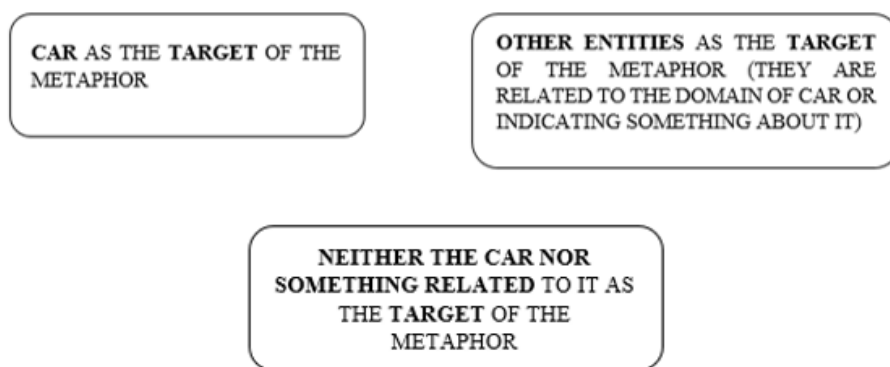 CAR AS THE TARGET OF THE
METAPHOR
OTHER ENTITIES AS THE TARGET
OF THE METAPHOR (THEY ARE
RELATED TO THE DOMAIN OF CAR OR
INDICATING SOMETHING ABOUT IT)
NEITHER THE CAR NOR
SOMETHING RELATED TO IT AS
THE TARGET OF THE
METAPHOR